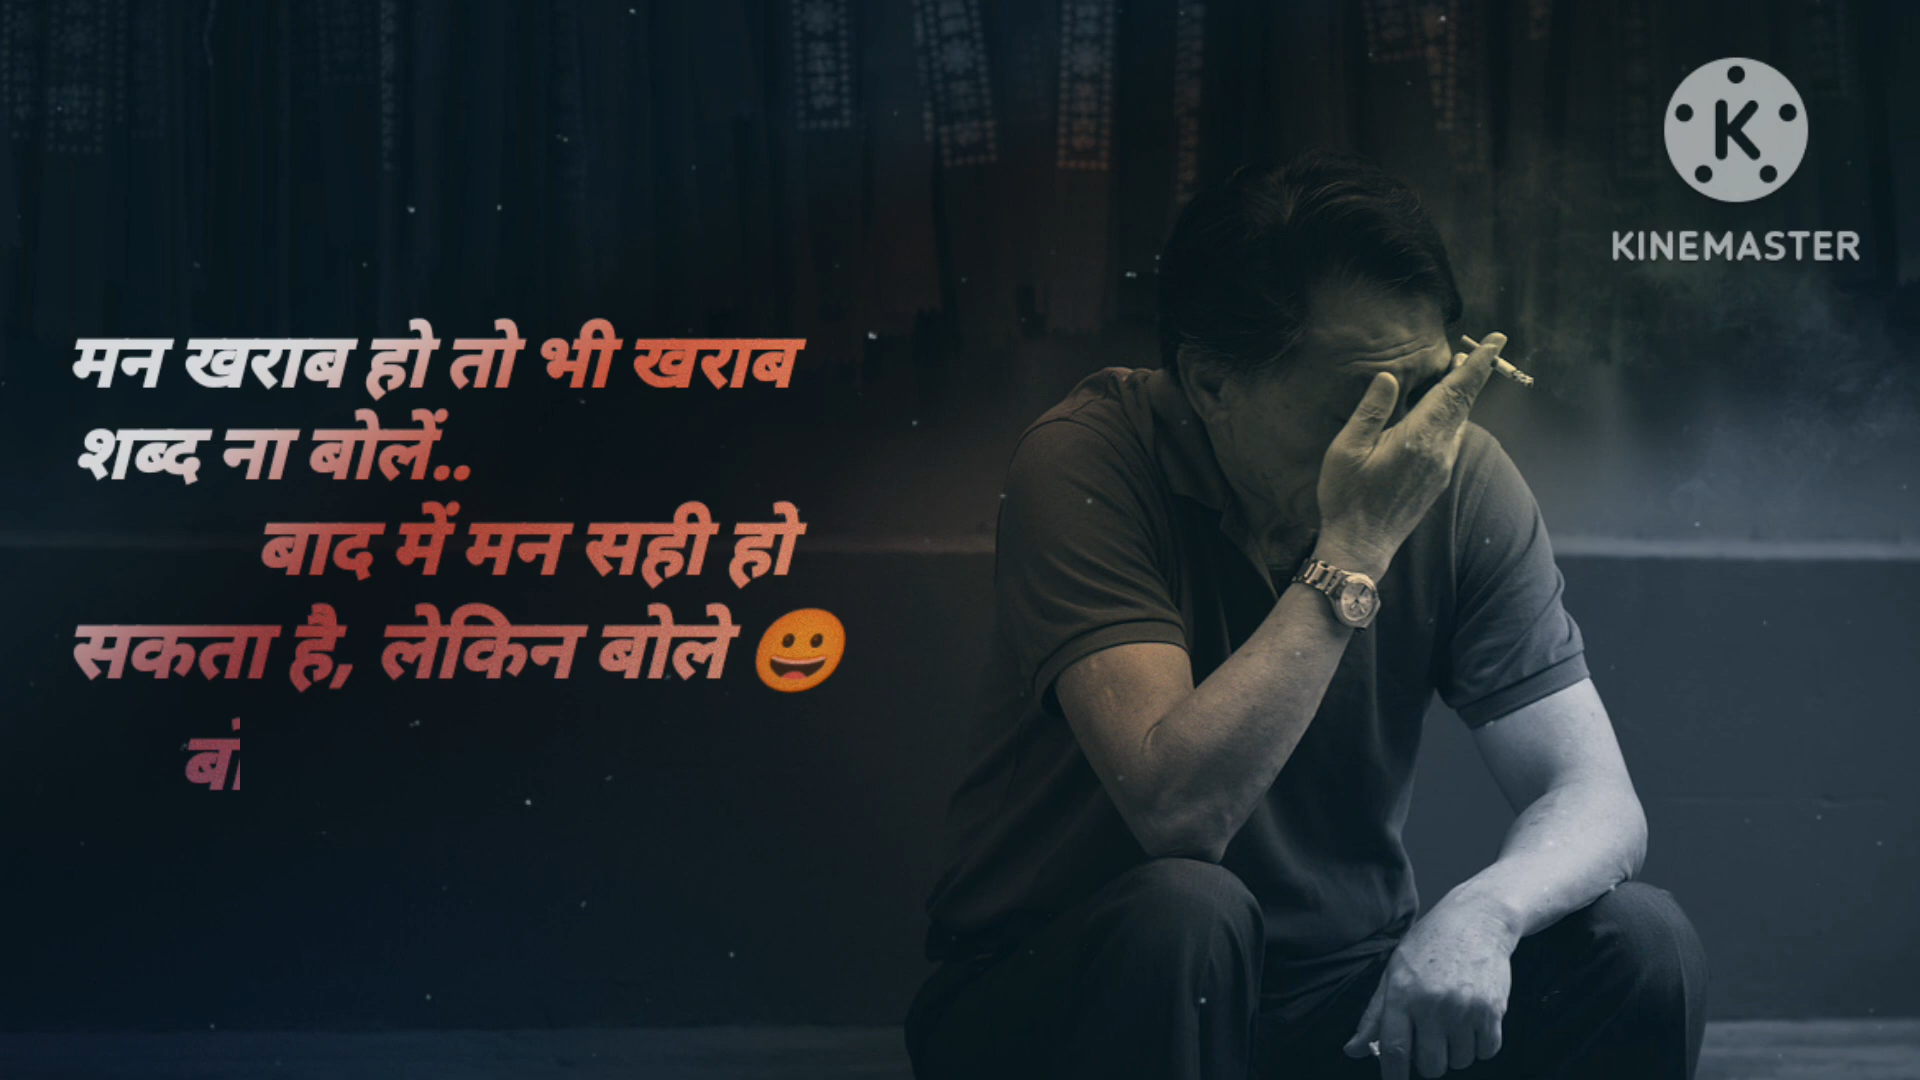 मन खराब हो तो भी खराब
शब्द ना बोलें..
बाद में मन सही हो
सकता है, लेकिन बोले 😀
KINEMASTER